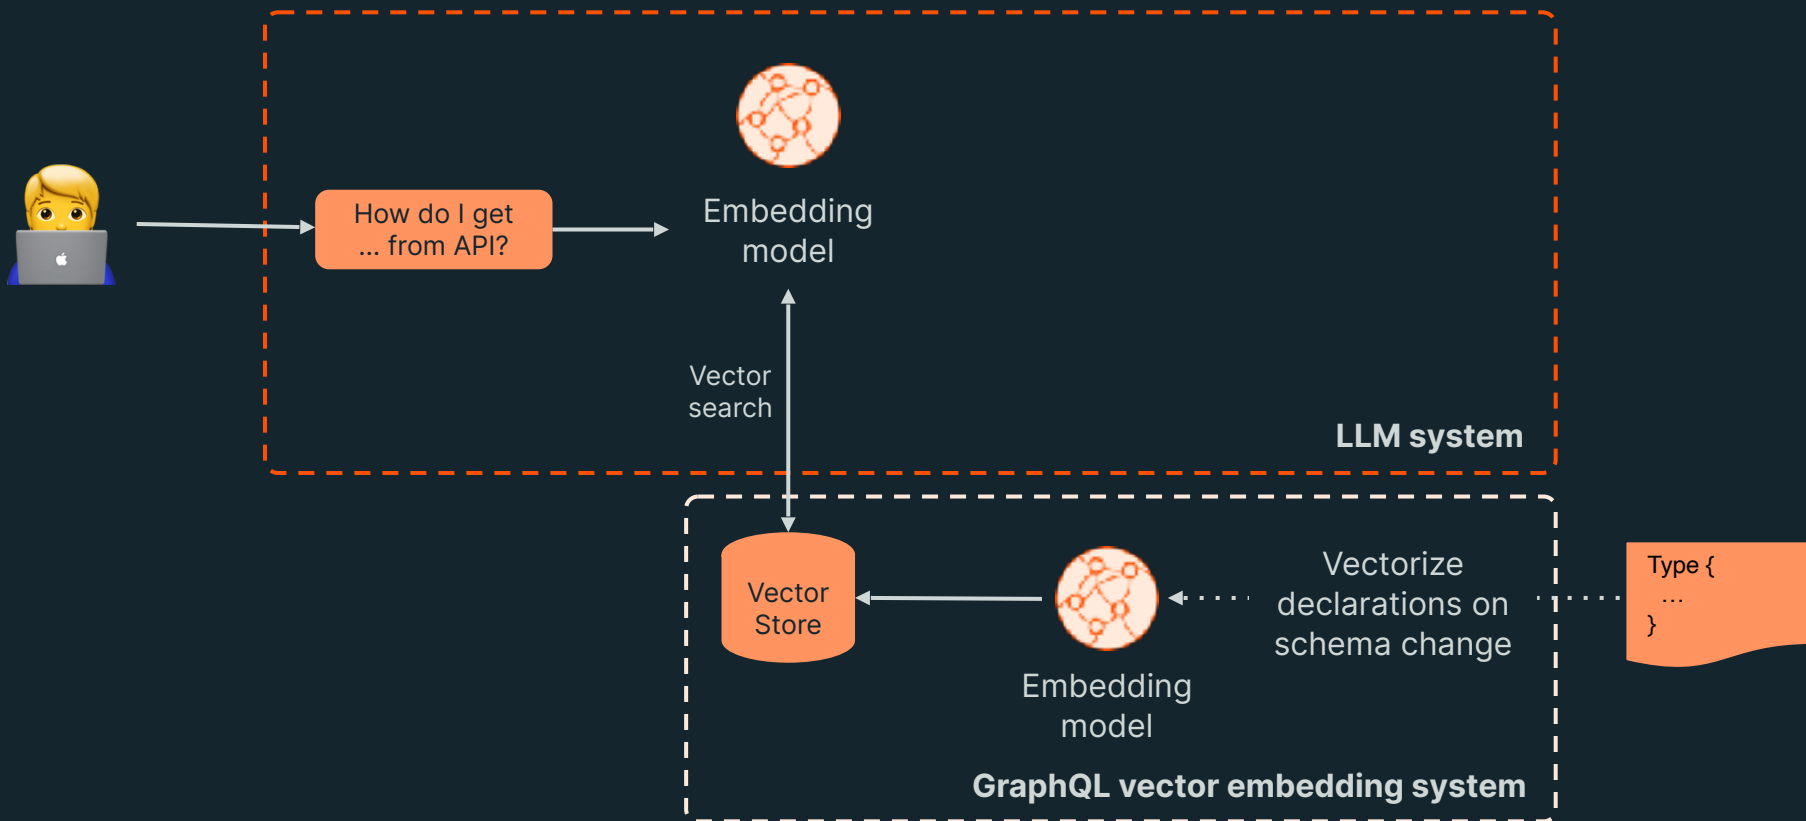 How do I get
... from API?
Embedding
model
Vector
search
LLM system
Vector
Store
Embedding
model
Vectorize
declarations on
schema change
Type {
...
}
GraphQL vector embedding system